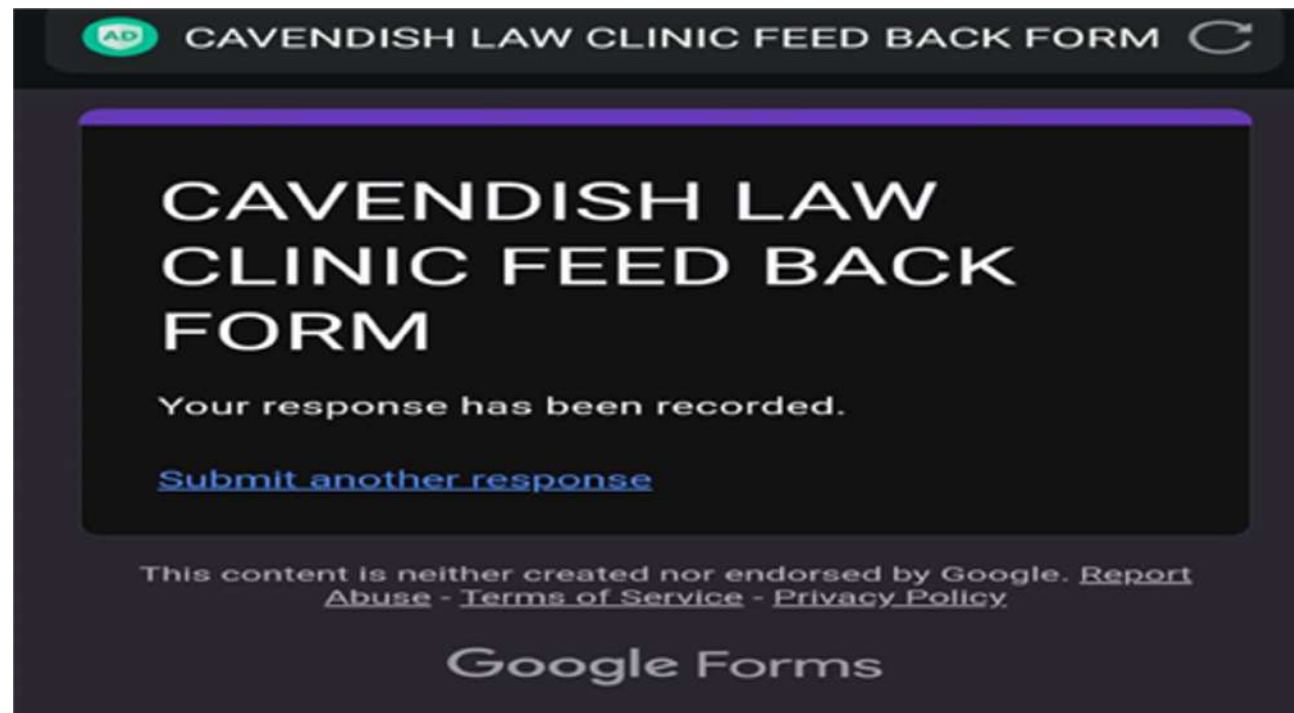 AD CAVENDISH LAW CLINIC FEED BACK FORM
CAVENDISH LAW
CLINIC FEED BACK
FORM
Your response has been recorded.
Submit another response
This content is neither created nor endorsed by Google. Report
Abuse - Terms of Service - Privacy Policy
Google Forms